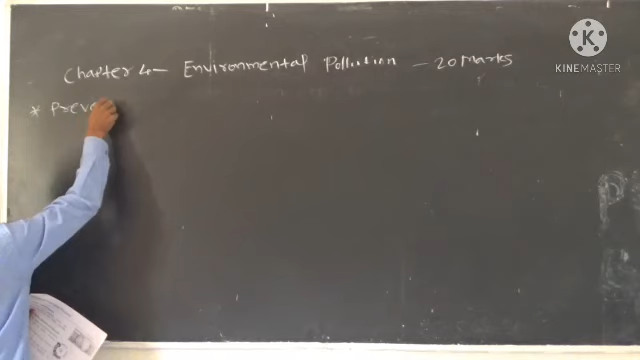 Chapter 4 - Environmental Pollution - 20 Marks
* Preve
K
KINEMASTER